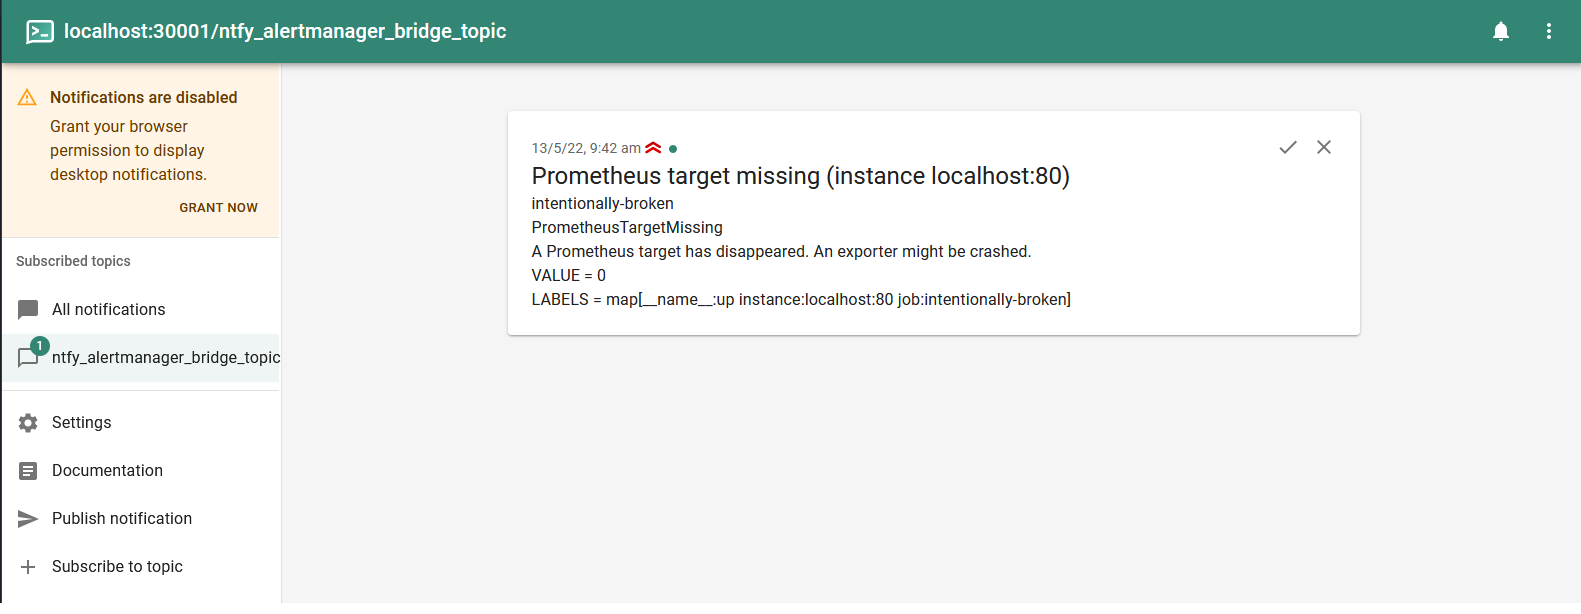 localhost:30001/ntfy_alertmanager_bridge_topic
Notifications are disabled
Grant your browser
permission to display
desktop notifications.
GRANT NOW
Subscribed topics
All notifications
1
ntfy_alertmanager_bridge_topic
Settings
Documentation
Publish notification
Subscribe to topic
13/5/22, 9:42 am
Prometheus target missing (instance localhost:80)
intentionally-broken
PrometheusTargetMissing
A Prometheus target has disappeared. An exporter might be crashed.
VALUE = 0
LABELS = map[__name__:up instance:localhost:80 job:intentionally-broken]